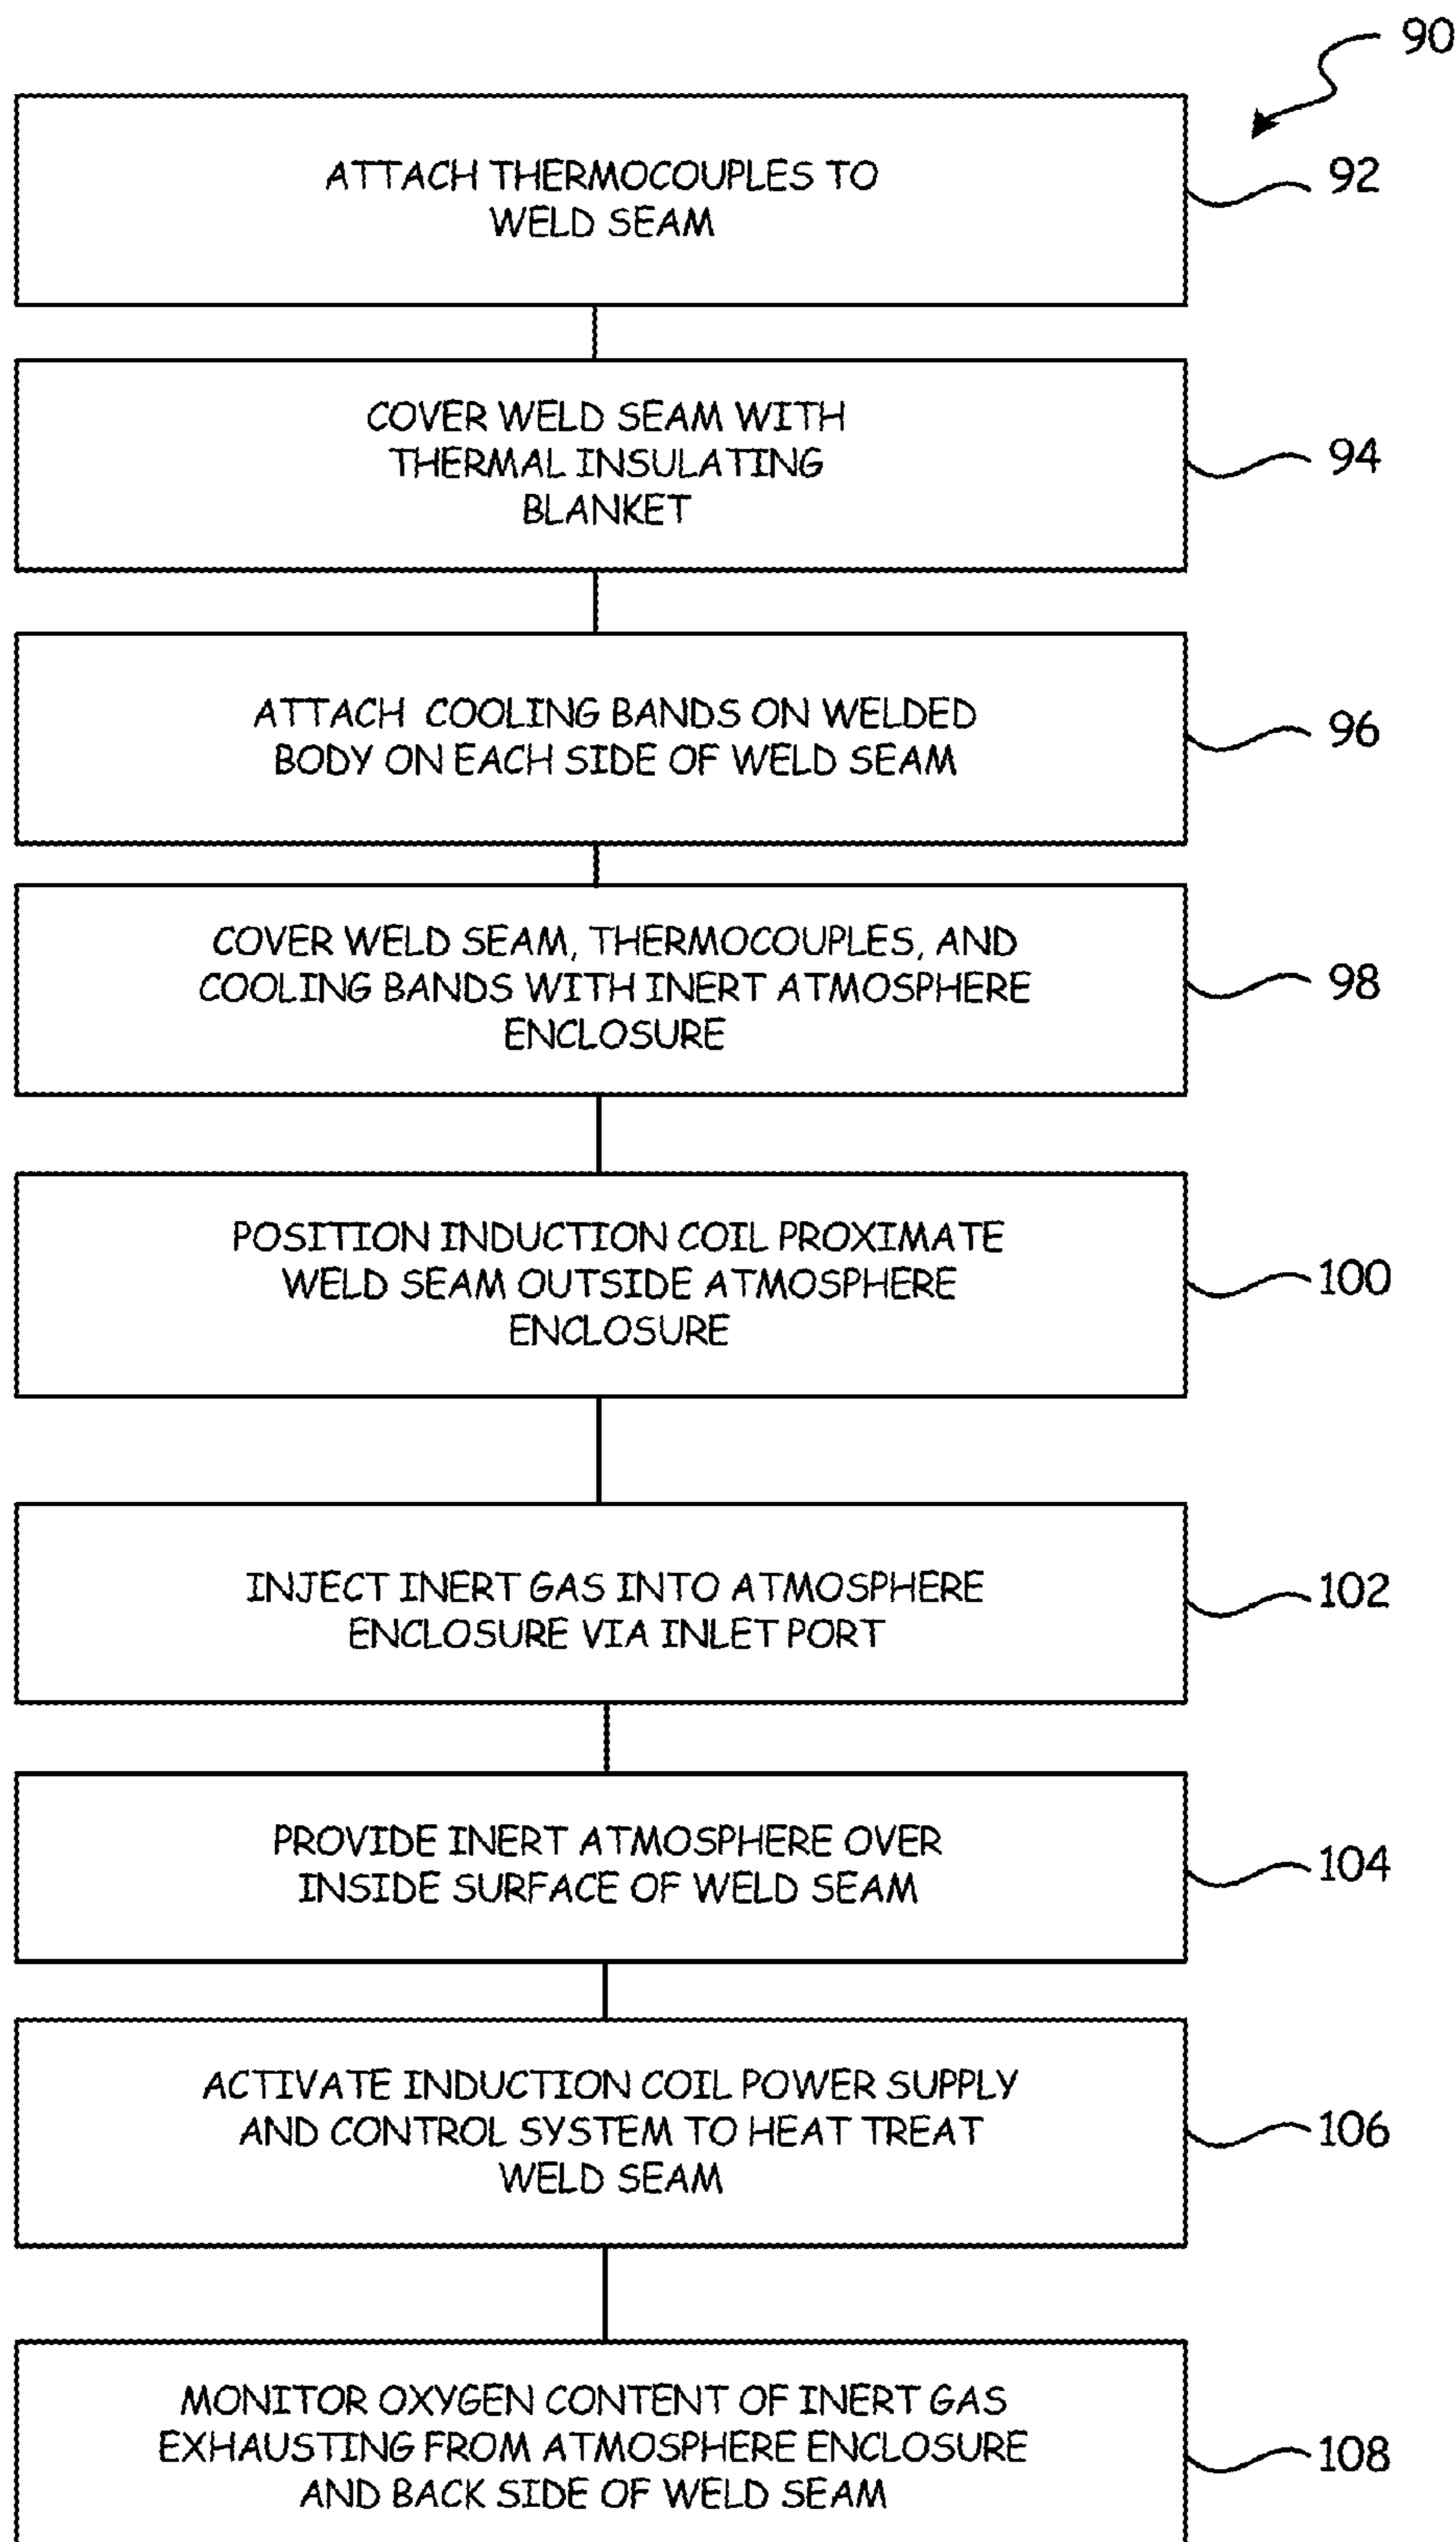 90
ATTACH THERMOCOUPLES TO
WELD SEAM
92
COVER WELD SEAM WITH
THERMAL INSULATING
BLANKET
94
ATTACH COOLING BANDS ON WELDED
BODY ON EACH SIDE OF WELD SEAM
96
COVER WELD SEAM, THERMOCOUPLES, AND
COOLING BANDS WITH INERT ATMOSPHERE
ENCLOSURE
98
POSITION INDUCTION COIL PROXIMATE
WELD SEAM OUTSIDE ATMOSPHERE
ENCLOSURE
100
INJECT INERT GAS INTO ATMOSPHERE
ENCLOSURE VIA INLET PORT
102
PROVIDE INERT ATMOSPHERE OVER
INSIDE SURFACE OF WELD SEAM
104
ACTIVATE INDUCTION COIL POWER SUPPLY
AND CONTROL SYSTEM TO HEAT TREAT
WELD SEAM
106
MONITOR OXYGEN CONTENT OF INERT GAS
EXHAUSTING FROM ATMOSPHERE ENCLOSURE
AND BACK SIDE OF WELD SEAM
108